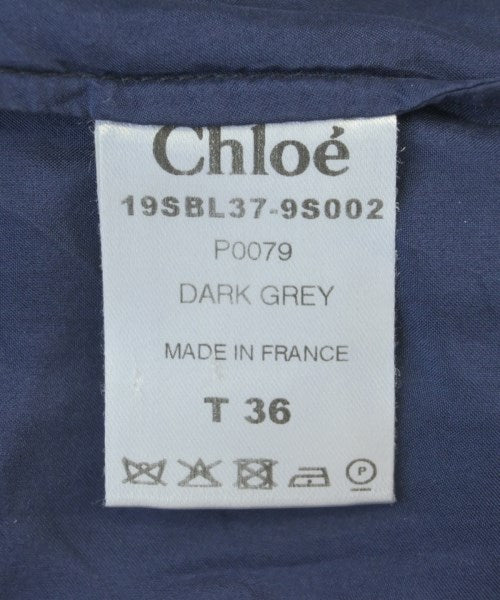 Chloé
19SBL37-9S002
P0079
DARK GREY
MADE IN FRANCE
T 36
P